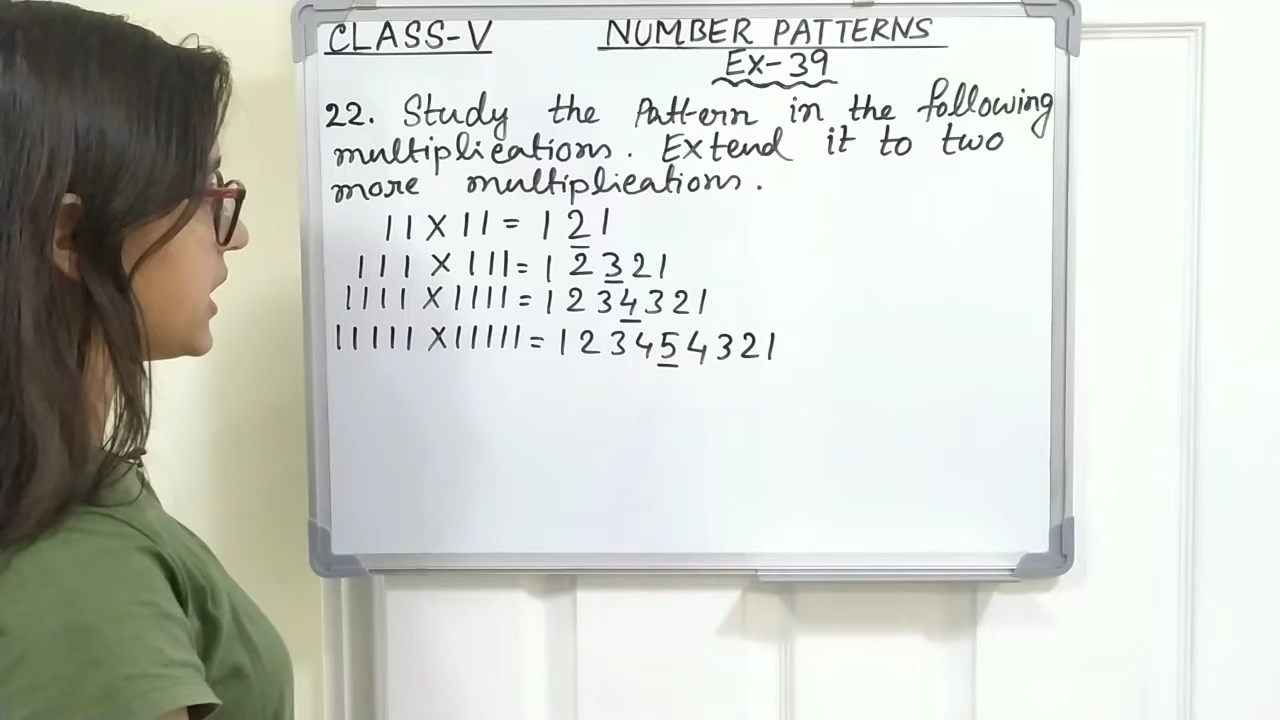 CLASS-V NUMBER PATTERNS
EX-39
22. Study the Pattern in the following
multiplications. Extend it to two
more multiplications.
11 X 11 = 121
111 X 111 = 12321
1111 X 1111 = 1234321
11111 X 11111 = 123454321